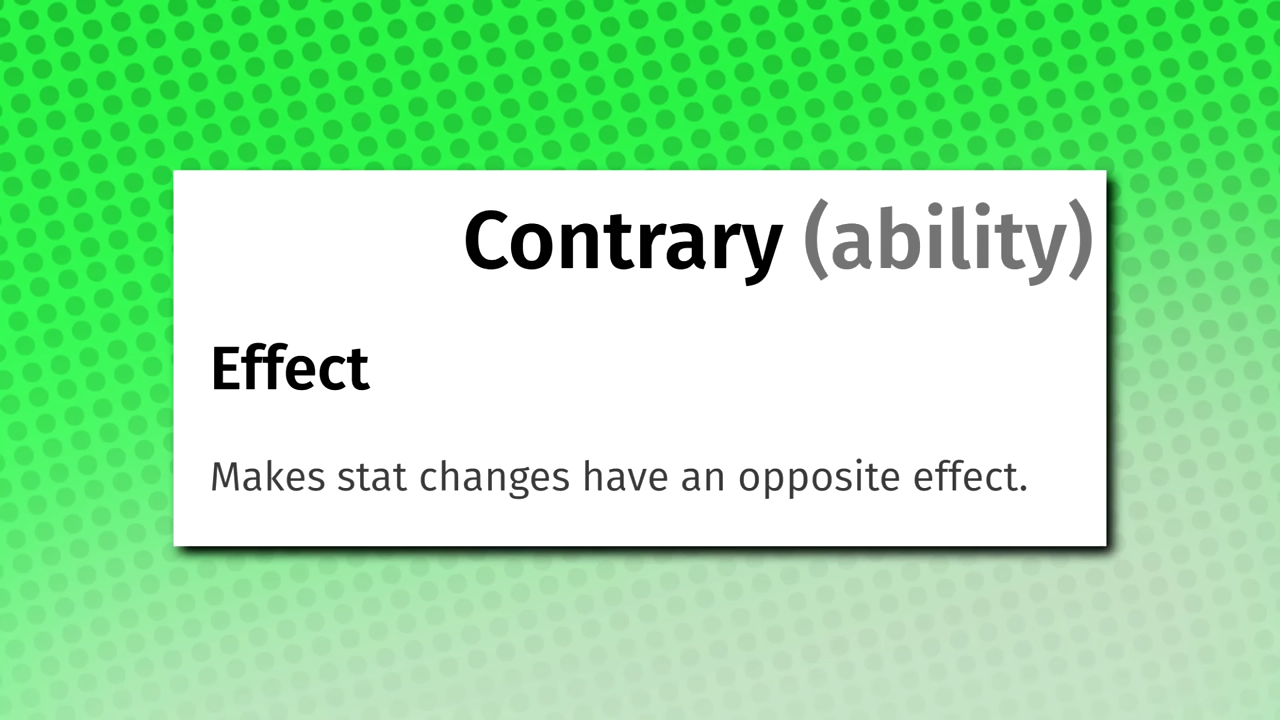 Contrary (ability)
Effect
Makes stat changes have an opposite effect.